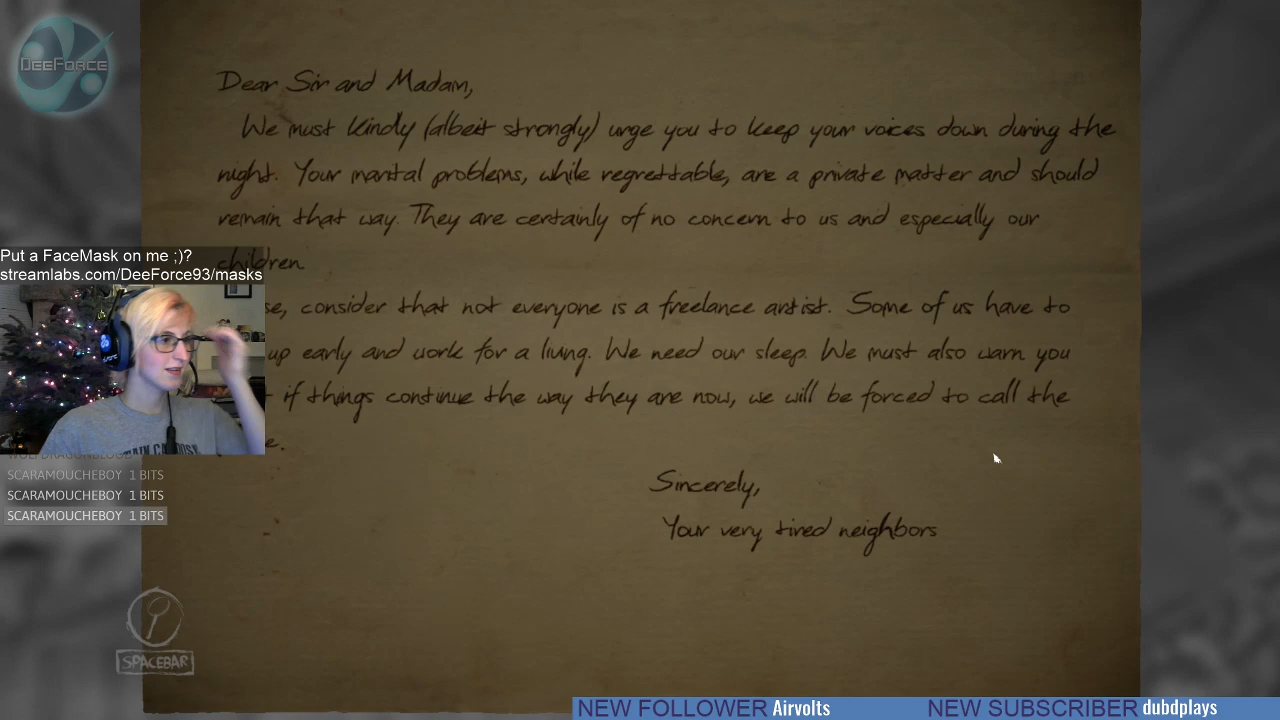 DEEFORCE
Dear Sir and Madam,
We must kindly (albeit strongly) urge you to keep your voices down during the
night. Your marital problems, while regrettable, are a private matter and should
remain that way. They are certainly of no concern to us and especially our
children.
se, consider that not everyone is a freelance artist. Some of us have to
up early and work for a living. We need our sleep. We must also warn you
if things continue the way they are now, we will be forced to call the
e.
Sincerely,
Your very tired neighbors
Put a FaceMask on me ;)?
streamlabs.com/DeeForce93/masks
SCARAMOUCHEBOY 1 BITS
SCARAMOUCHEBOY 1 BITS
SCARAMOUCHEBOY 1 BITS
SPACEBAR
NEW FOLLOWER Airvolts
NEW SUBSCRIBER dubdplays